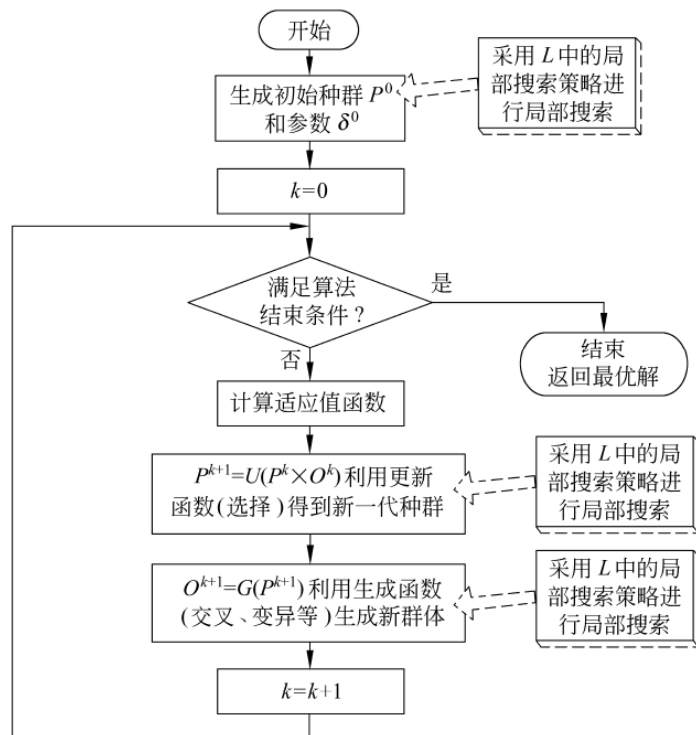 开始
生成初始种群 P⁰
和参数 δ⁰
采用 L 中的局
部搜索策略进
行局部搜索
k=0
满足算法
结束条件？
是
否
结束
返回最优解
计算适应值函数
Pᵏ⁺¹=U(Pᵏ×Oᵏ)利用更新
函数(选择)得到新一代种群
采用 L 中的局
部搜索策略进
行局部搜索
Oᵏ⁺¹=G(Pᵏ⁺¹)利用生成函数
(交叉、变异等)生成新群体
采用 L 中的局
部搜索策略进
行局部搜索
k=k+1